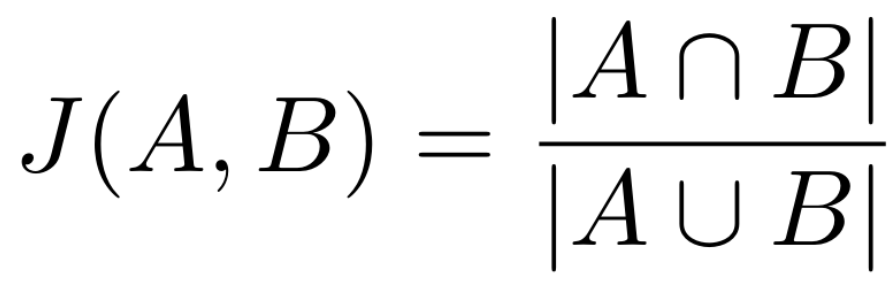 J(A, B) = |A ∩ B| / |A ∪ B|